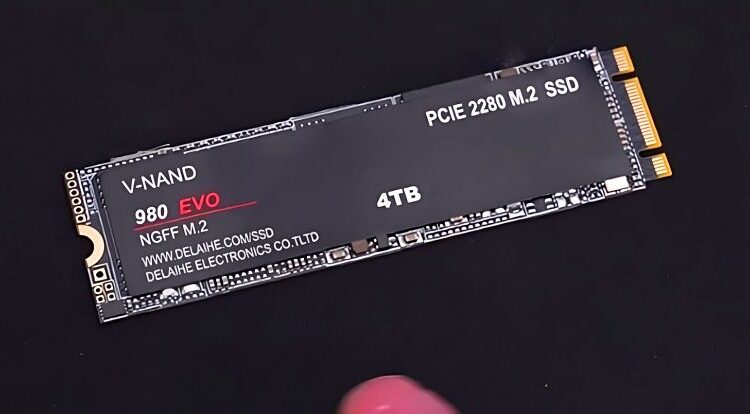 PCIE 2280 M.2 SSD
V-NAND
980 EVO
4TB
NGFF M.2
WWW.DELAIHE.COM/SSD
DELAIHE ELECTRONICS CO.TLTD